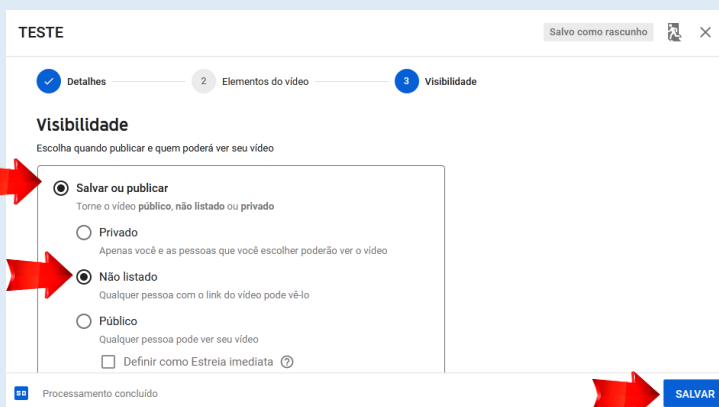 TESTE
Salvo como rascunho
Detalhes
2 Elementos do vídeo
3 Visibilidade
Visibilidade
Escolha quando publicar e quem poderá ver seu vídeo
Salvar ou publicar
Torne o vídeo público, não listado ou privado
Privado
Apenas você e as pessoas que você escolher poderão ver o vídeo
Não listado
Qualquer pessoa com o link do vídeo pode vê-lo
Público
Qualquer pessoa pode ver seu vídeo
Definir como Estreia imediata ?
SD Processamento concluído
SALVAR